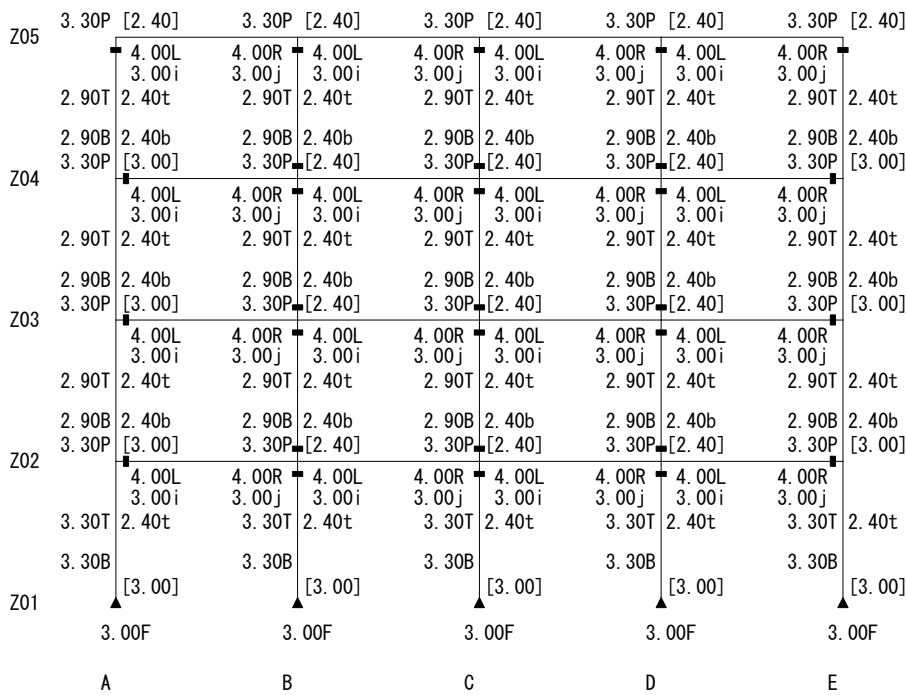 3.30P [2.40] 3.30P [2.40] 3.30P [2.40] 3.30P [2.40] 3.30P [2.40]
Z05
4.00L 4.00R 4.00L 4.00R 4.00L 4.00R 4.00L 4.00R
3.00i 3.00j 3.00i 3.00j 3.00i 3.00j 3.00i 3.00j
2.90T 2.40t 2.90T 2.40t 2.90T 2.40t 2.90T 2.40t 2.90T 2.40t
2.90B 2.40b 2.90B 2.40b 2.90B 2.40b 2.90B 2.40b 2.90B 2.40b
3.30P [3.00] 3.30P [2.40] 3.30P [2.40] 3.30P [2.40] 3.30P [3.00]
Z04
4.00L 4.00R 4.00L 4.00R 4.00L 4.00R 4.00L 4.00R
3.00i 3.00j 3.00i 3.00j 3.00i 3.00j 3.00i 3.00j
2.90T 2.40t 2.90T 2.40t 2.90T 2.40t 2.90T 2.40t 2.90T 2.40t
2.90B 2.40b 2.90B 2.40b 2.90B 2.40b 2.90B 2.40b 2.90B 2.40b
3.30P [3.00] 3.30P [2.40] 3.30P [2.40] 3.30P [2.40] 3.30P [3.00]
Z03
4.00L 4.00R 4.00L 4.00R 4.00L 4.00R 4.00L 4.00R
3.00i 3.00j 3.00i 3.00j 3.00i 3.00j 3.00i 3.00j
2.90T 2.40t 2.90T 2.40t 2.90T 2.40t 2.90T 2.40t 2.90T 2.40t
2.90B 2.40b 2.90B 2.40b 2.90B 2.40b 2.90B 2.40b 2.90B 2.40b
3.30P [3.00] 3.30P [2.40] 3.30P [2.40] 3.30P [2.40] 3.30P [3.00]
Z02
4.00L 4.00R 4.00L 4.00R 4.00L 4.00R 4.00L 4.00R
3.00i 3.00j 3.00i 3.00j 3.00i 3.00j 3.00i 3.00j
3.30T 2.40t 3.30T 2.40t 3.30T 2.40t 3.30T 2.40t 3.30T 2.40t
3.30B 3.30B 3.30B 3.30B 3.30B
[3.00] [3.00] [3.00] [3.00] [3.00]
Z01
3.00F 3.00F 3.00F 3.00F 3.00F
A B C D E